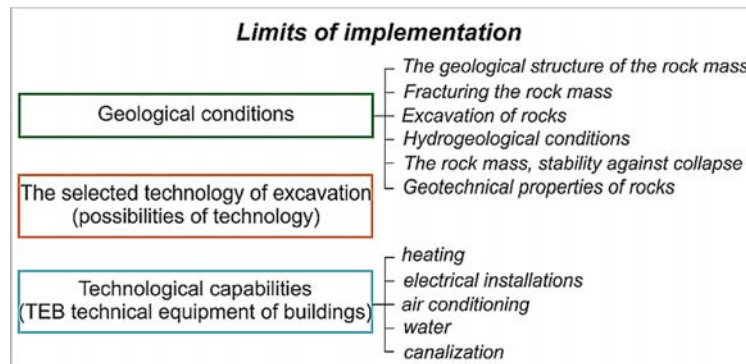 Limits of implementation
Geological conditions
The geological structure of the rock mass
Fracturing the rock mass
Excavation of rocks
Hydrogeological conditions
The rock mass, stability against collapse
Geotechnical properties of rocks
The selected technology of excavation
(possibilities of technology)
Technological capabilities
(TEB technical equipment of buildings)
heating
electrical installations
air conditioning
water
canalization